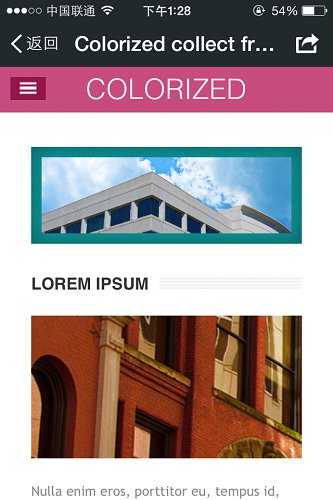 中国联通 下午1:28 54%
返回 Colorized collect fr...
COLORIZED
LOREM IPSUM
Nulla enim eros, porttitor eu, tempus id,